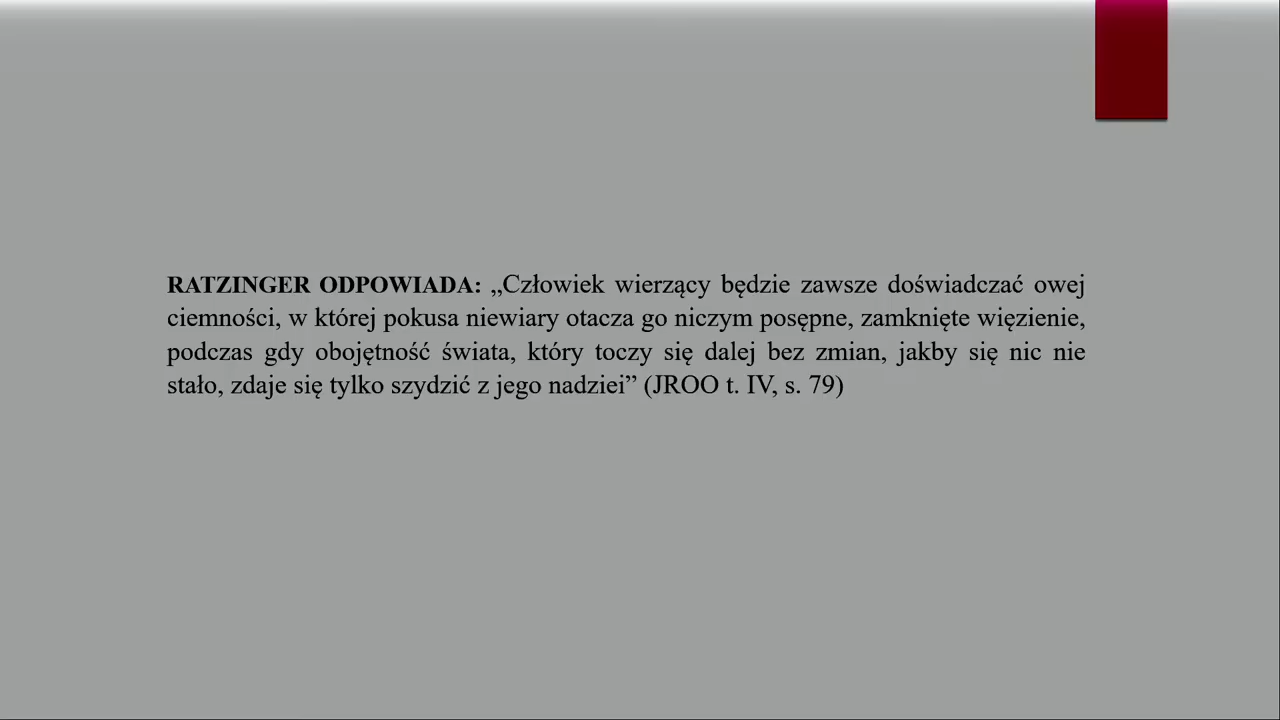 RATZINGER ODPOWIADA: „Człowiek wierzący będzie zawsze doświadczać owej
ciemności, w której pokusa niewiary otacza go niczym posępne, zamknięte więzienie,
podczas gdy obojętność świata, który toczy się dalej bez zmian, jakby się nic nie
stało, zdaje się tylko szydzić z jego nadziei” (JROO t. IV, s. 79)